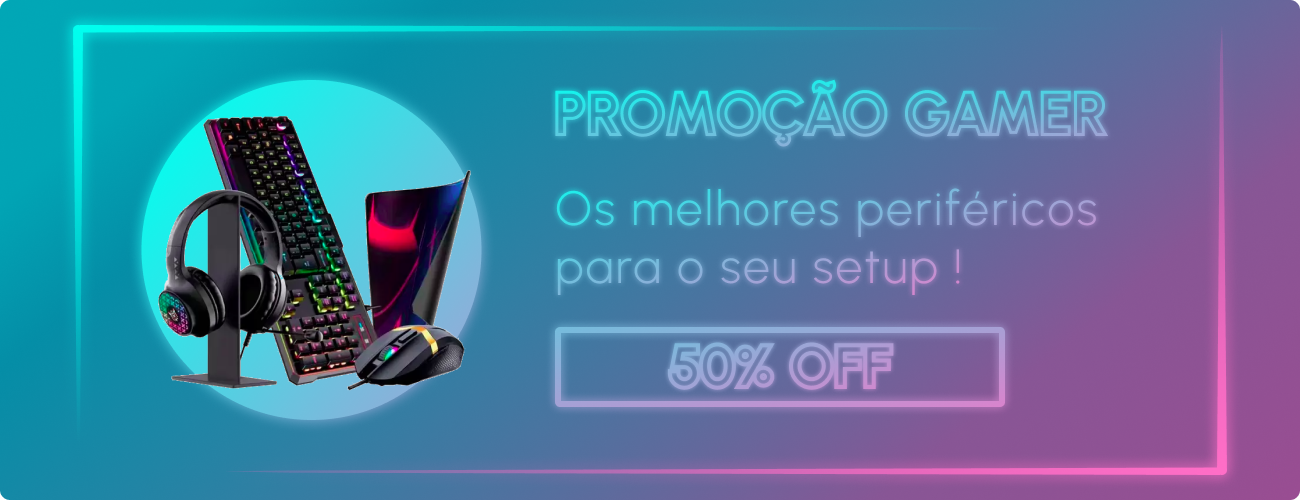 PROMOÇÃO GAMER
Os melhores periféricos
para o seu setup !
50% OFF